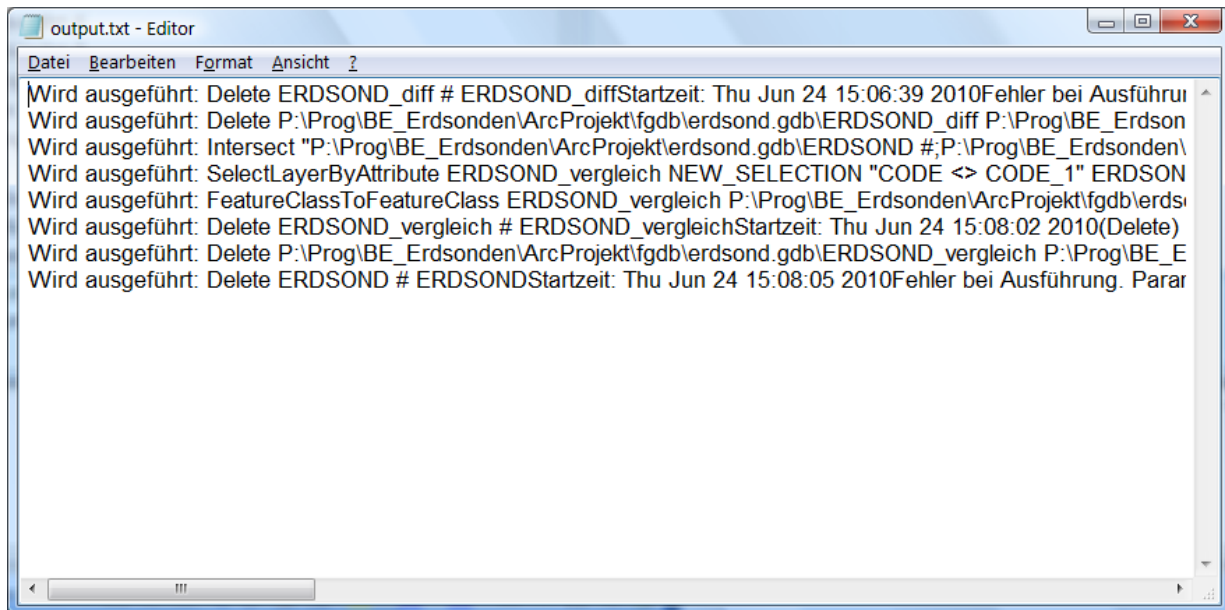 output.txt - Editor
Datei Bearbeiten Format Ansicht ?
Wird ausgeführt: Delete ERDSOND_diff # ERDSOND_diffStartzeit: Thu Jun 24 15:06:39 2010Fehler bei Ausführur
Wird ausgeführt: Delete P:\Prog\BE_Erdsonden\ArcProjekt\fgdb\erdsond.gdb\ERDSOND_diff P:\Prog\BE_Erdson
Wird ausgeführt: Intersect "P:\Prog\BE_Erdsonden\ArcProjekt\erdsond.gdb\ERDSOND #;P:\Prog\BE_Erdsonden\
Wird ausgeführt: SelectLayerByAttribute ERDSOND_vergleich NEW_SELECTION "CODE <> CODE_1" ERDSON
Wird ausgeführt: FeatureClassToFeatureClass ERDSOND_vergleich P:\Prog\BE_Erdsonden\ArcProjekt\fgdb\erds
Wird ausgeführt: Delete ERDSOND_vergleich # ERDSOND_vergleichStartzeit: Thu Jun 24 15:08:02 2010(Delete)
Wird ausgeführt: Delete P:\Prog\BE_Erdsonden\ArcProjekt\fgdb\erdsond.gdb\ERDSOND_vergleich P:\Prog\BE_E
Wird ausgeführt: Delete ERDSOND # ERDSONDStartzeit: Thu Jun 24 15:08:05 2010Fehler bei Ausführung. Parar